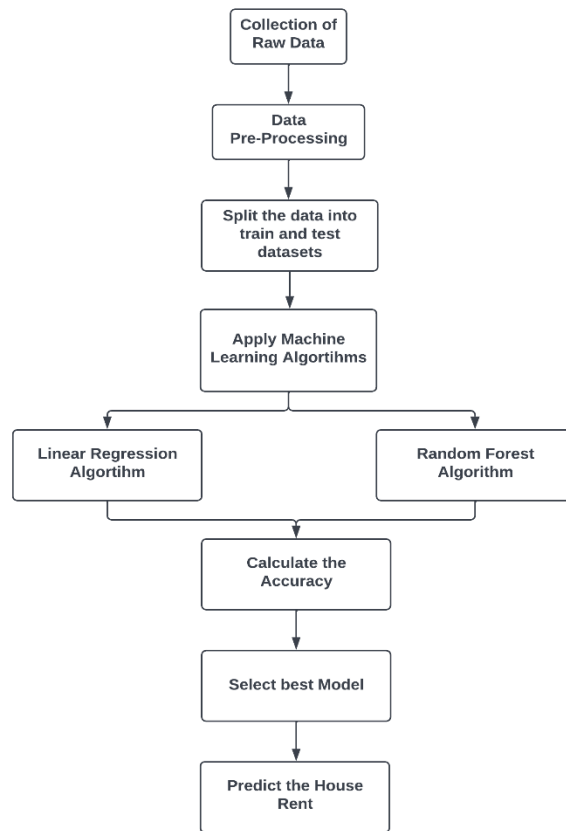 Collection of
Raw Data
Data
Pre-Processing
Split the data into
train and test
datasets
Apply Machine
Learning Algortihms
Linear Regression
Algortihm
Random Forest
Algorithm
Calculate the
Accuracy
Select best Model
Predict the House
Rent